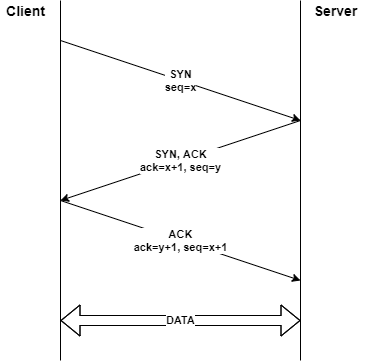 Client
Server
SYN
seq=x
SYN, ACK
ack=x+1, seq=y
ACK
ack=y+1, seq=x+1
DATA